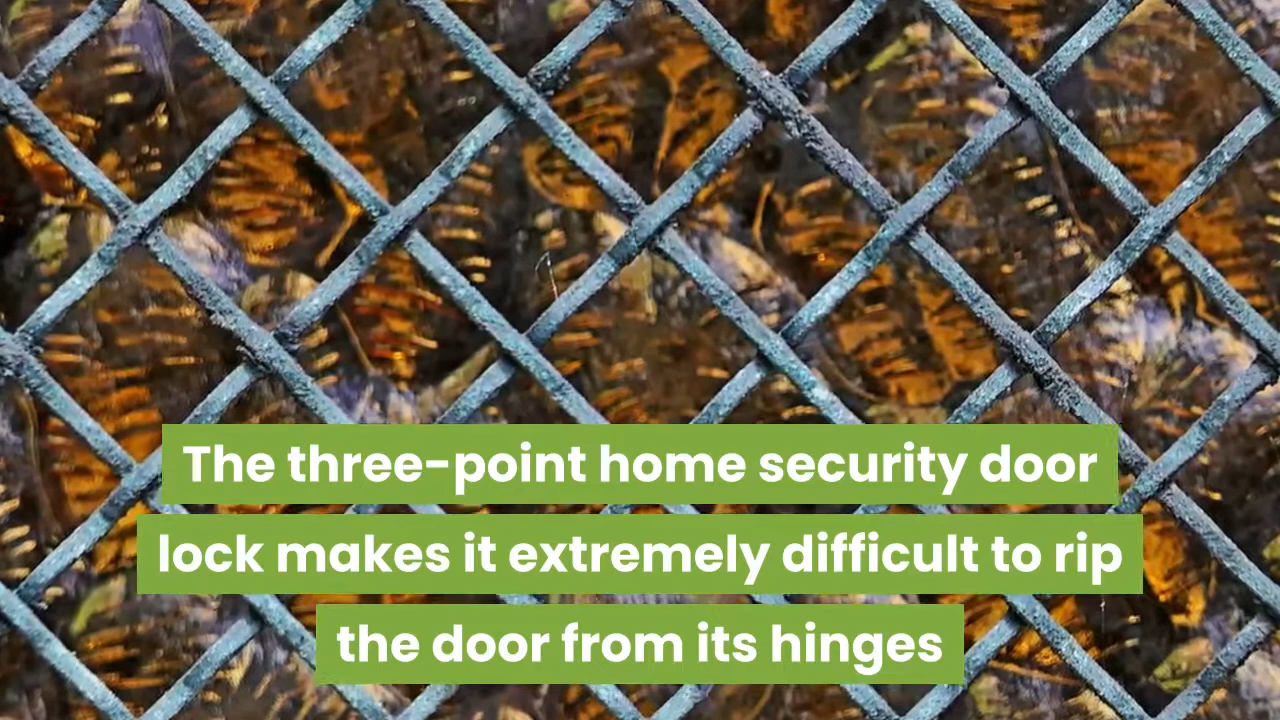 The three-point home security door
lock makes it extremely difficult to rip
the door from its hinges